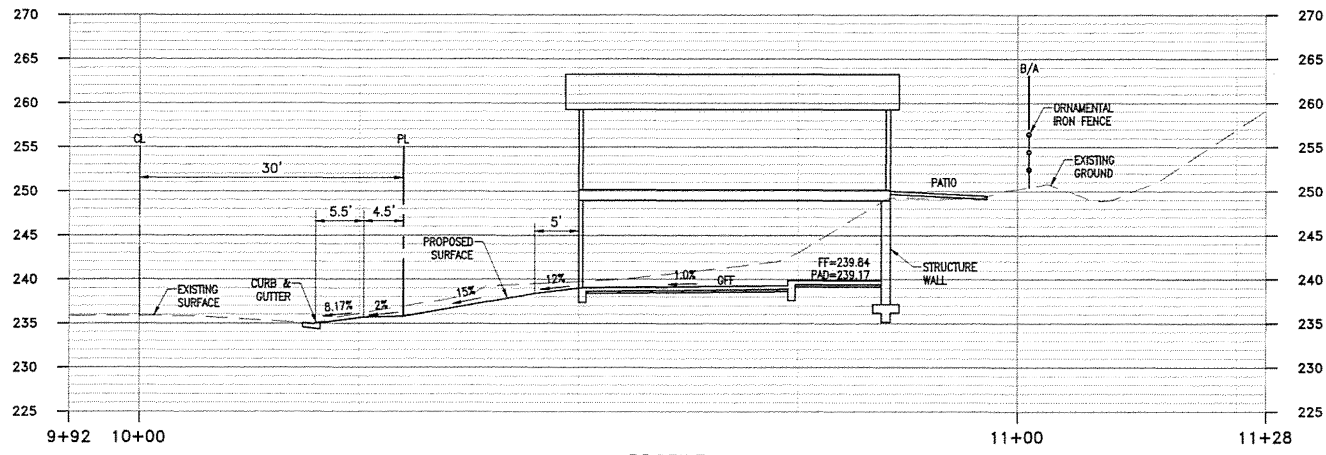 270
265
260
255
250
245
240
235
230
225
9+92
10+00
CL
30'
PL
5.5'
4.5'
5'
PROPOSED
SURFACE
EXISTING
SURFACE
CURB &
GUTTER
8.17%
2%
15%
12%
1.0%
GFF
FF=239.84
PAD=239.17
STRUCTURE
WALL
PATIO
B/A
ORNAMENTAL
IRON FENCE
EXISTING
GROUND
270
265
260
255
250
245
240
235
230
225
11+00
11+28